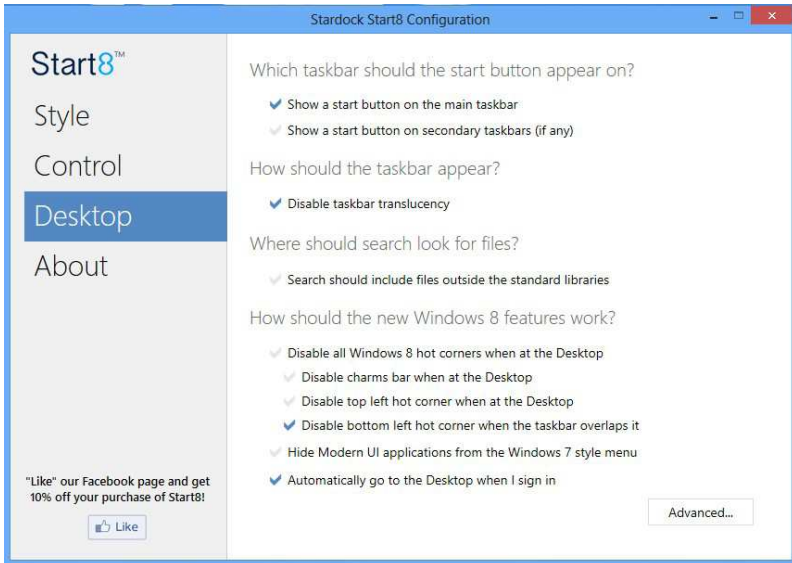 Stardock Start8 Configuration
Start8™
Style
Control
Desktop
About
"Like" our Facebook page and get
10% off your purchase of Start8!
Like
Which taskbar should the start button appear on?
Show a start button on the main taskbar
Show a start button on secondary taskbars (if any)
How should the taskbar appear?
Disable taskbar translucency
Where should search look for files?
Search should include files outside the standard libraries
How should the new Windows 8 features work?
Disable all Windows 8 hot corners when at the Desktop
Disable charms bar when at the Desktop
Disable top left hot corner when at the Desktop
Disable bottom left hot corner when the taskbar overlaps it
Hide Modern UI applications from the Windows 7 style menu
Automatically go to the Desktop when I sign in
Advanced...